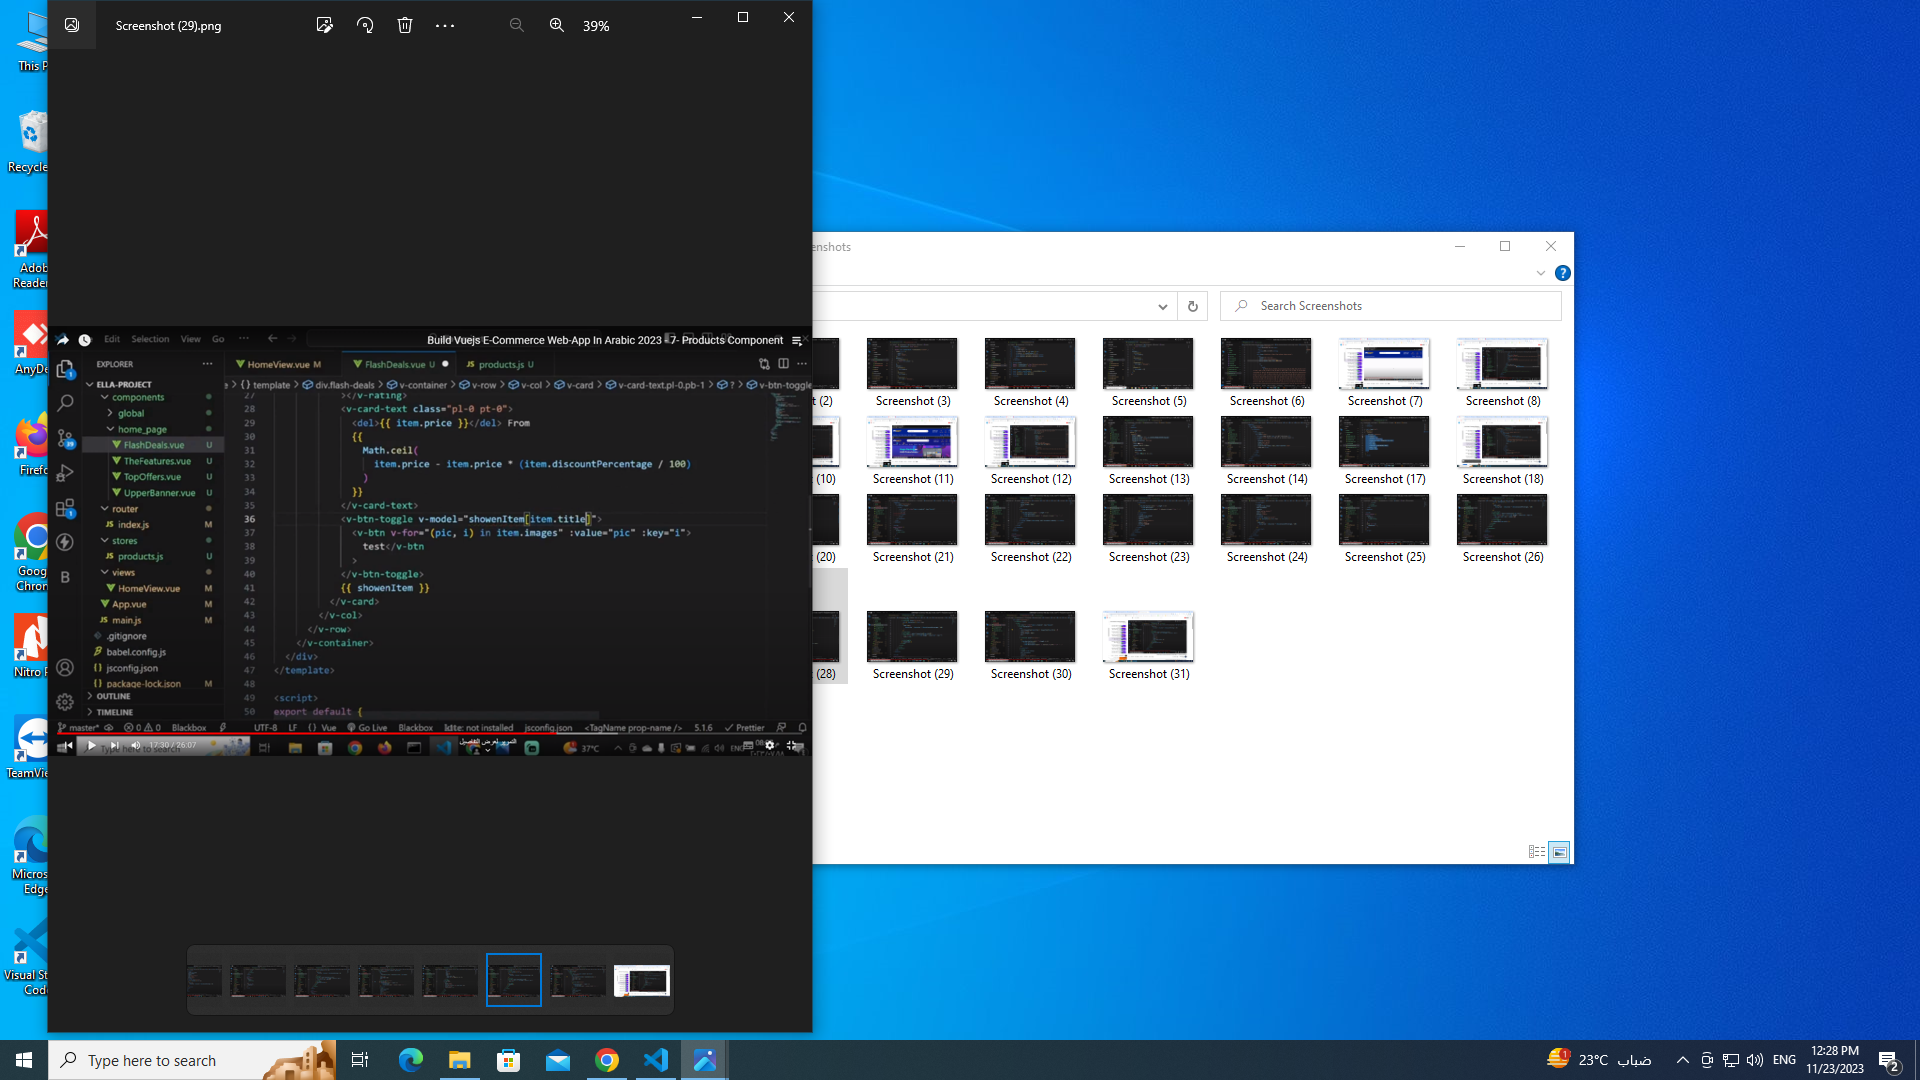 Screenshot (29).png
39%
This P
Recycle
Adob
Reader
AnyDe
Firefo
Goog
Chron
Nitro P
TeamVie
Micros
Edge
Visual St
Code
Edit Selection View Go ···
Build Vuejs E-Commerce Web-App In Arabic 2023 - 7- Products Component
EXPLORER
ELLA-PROJECT
components
global
home_page
FlashDeals.vue U
TheFeatures.vue U
TopOffers.vue U
UpperBanner.vue U
router
index.js M
stores
products.js U
views
HomeView.vue M
App.vue M
main.js M
.gitignore
babel.config.js
jsconfig.json
package-lock.json M
OUTLINE
TIMELINE
HomeView.vue M
FlashDeals.vue U
products.js U
e > {} template > div.flash-deals > v-container > v-row > v-col > v-card > v-card-text.pl-0.pb-1 > ? > v-btn-toggle
27 ></v-rating>
28 <v-card-text class="pl-0 pt-0">
29 <del>{{ item.price }}</del> From
30 {{
31 Math.ceil(
32 item.price - item.price * (item.discountPercentage / 100)
33 )
34 }}
35 </v-card-text>
36 <v-btn-toggle v-model="showenItem[item.title]">
37 <v-btn v-for="(pic, i) in item.images" :value="pic" :key="i">
38 test</v-btn
39 >
40 </v-btn-toggle>
41 {{ showenItem }}
42 </v-card>
43 </v-col>
44 </v-row>
45 </v-container>
46 </div>
47 </template>
48
49 <script>
50 export default {
master* 0 0 Blackbox UTF-8 LF {} Vue Go Live Blackbox tidte: not installed jsconfig.json <TagName prop-name /> 5.1.6 Prettier
17:30 / 26:07
37°C
enshots
Search Screenshots
(2)
Screenshot (3)
Screenshot (4)
Screenshot (5)
Screenshot (6)
Screenshot (7)
Screenshot (8)
(10)
Screenshot (11)
Screenshot (12)
Screenshot (13)
Screenshot (14)
Screenshot (17)
Screenshot (18)
(20)
Screenshot (21)
Screenshot (22)
Screenshot (23)
Screenshot (24)
Screenshot (25)
Screenshot (26)
(28)
Screenshot (29)
Screenshot (30)
Screenshot (31)
Type here to search
1
23°C ضباب
ENG
12:28 PM
11/23/2023
2